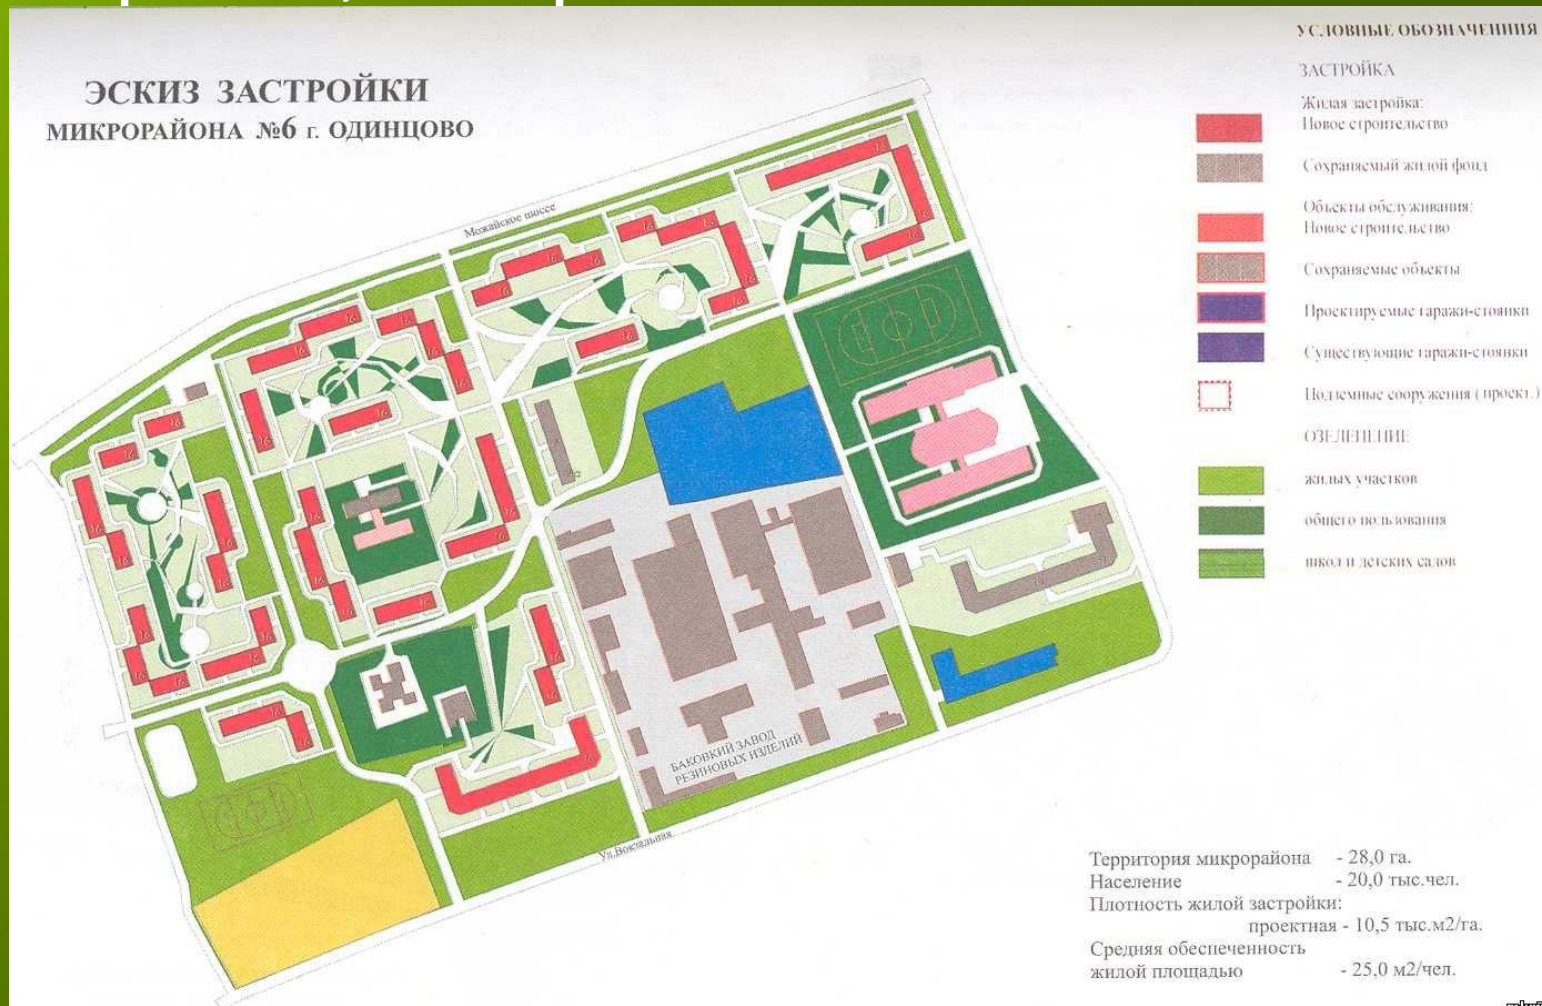 ЭСКИЗ ЗАСТРОЙКИ
МИКРОРАЙОНА №6 г. ОДИНЦОВО
УСЛОВНЫЕ ОБОЗНАЧЕНИИЯ
ЗАСТРОЙКА
Жилая застройка:
Новое строительство
Сохраняемый жилой фонд
Объекты обслуживания:
Новое строительство
Сохраняемые объекты
Проектируемые гаражи-стоянки
Существующие гаражи-стоянки
Подземные сооружения ( проект.)
ОЗЕЛЕНЕНИЕ
жилых участков
общего пользования
школ и детских садов
Можайское шоссе
БАКОВКИЙ ЗАВОД
РЕЗИНОВЫХ ИЗДЕЛИЙ
Ул.Вокзальная
Территория микрорайона - 28,0 га.
Население - 20,0 тыс.чел.
Плотность жилой застройки:
проектная - 10,5 тыс.м2/га.
Средняя обеспеченность
жилой площадью - 25,0 м2/чел.